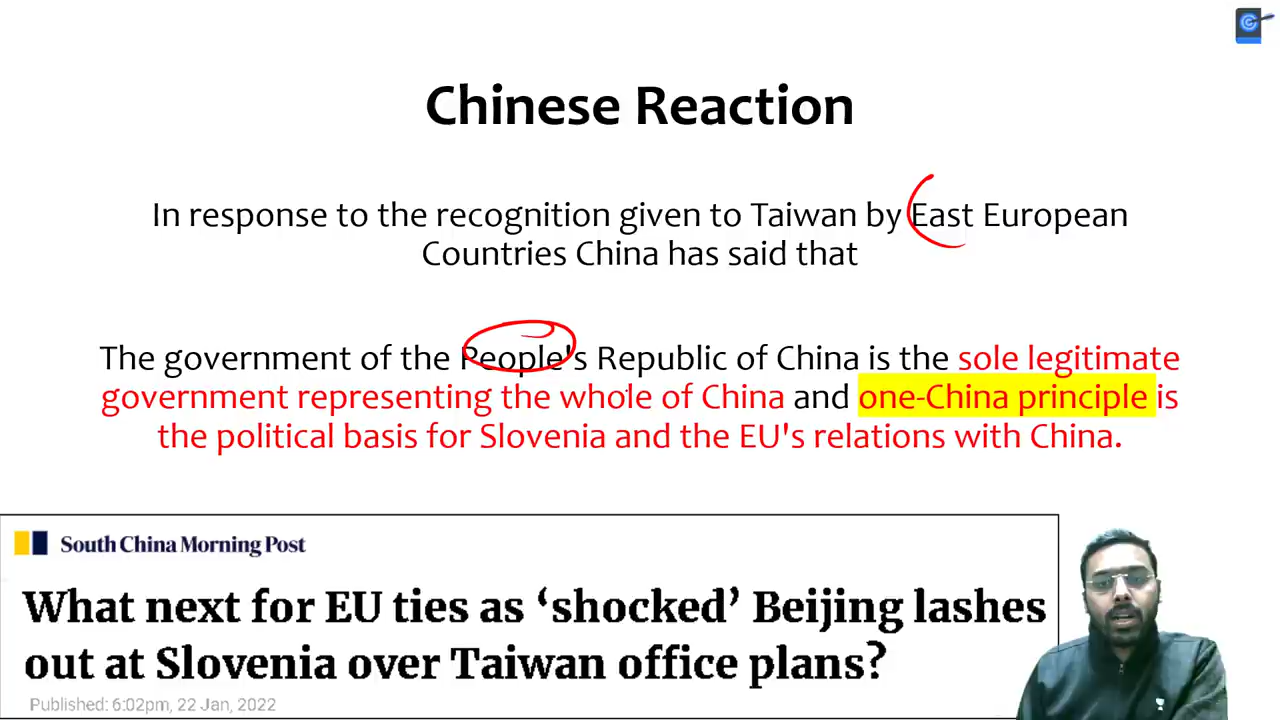 Chinese Reaction
In response to the recognition given to Taiwan by East European
Countries China has said that
The government of the People's Republic of China is the sole legitimate
government representing the whole of China and one-China principle is
the political basis for Slovenia and the EU's relations with China.
South China Morning Post
What next for EU ties as ‘shocked’ Beijing lashes
out at Slovenia over Taiwan office plans?
Published: 6:02pm, 22 Jan, 2022